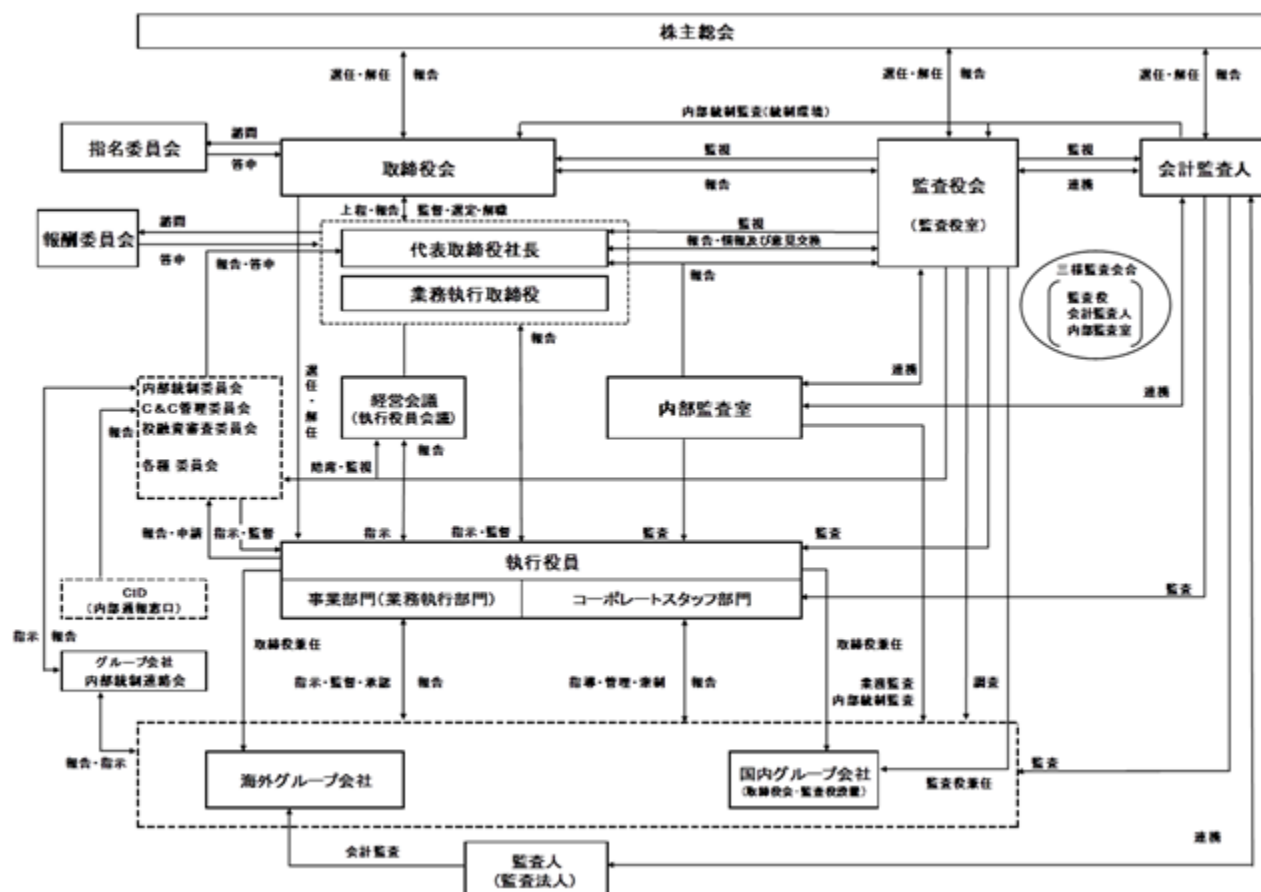 株主総会
選任・解任 報告
選任・解任 報告
選任・解任 報告
内部統制監査(統制環境)
指名委員会
諮問
答申
取締役会
監視
報告
監査役会
(監査役室)
監視
連携
会計監査人
上程・報告 監督・選定・解職
報酬委員会
諮問
答申
報告・答申
代表取締役社長
業務執行取締役
監視
報告・情報及び意見交換
報告
三様監査会合
監査役
会計監査人
内部監査室
報告
選任・解任
連携
連携
内部統制委員会
C&C管理委員会
投融資審査委員会
各種 委員会
報告
経営会議
(執行役員会議)
内部監査室
報告
陪席・監視
報告・申請 指示・監督
指示
指示・監督
監査
監査
執行役員
事業部門(業務執行部門)
コーポレートスタッフ部門
監査
CID
(内部通報窓口)
指示 報告
グループ会社
内部統制連絡会
取締役兼任
取締役兼任
指示・監督・承認 報告
指導・管理・牽制 報告
業務監査
内部統制監査
調査
報告・指示
海外グループ会社
国内グループ会社
(取締役会・監査役設置)
監査役兼任
監査
会計監査
監査人
(監査法人)
連携